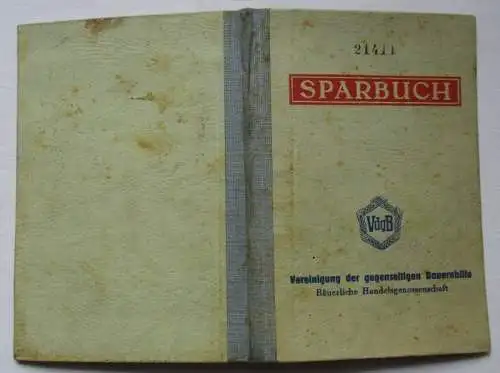 21411
SPARBUCH
VdgB
Vereinigung der gegenseitigen Bauernhilfe
Bäuerliche Handelsgenossenschaft